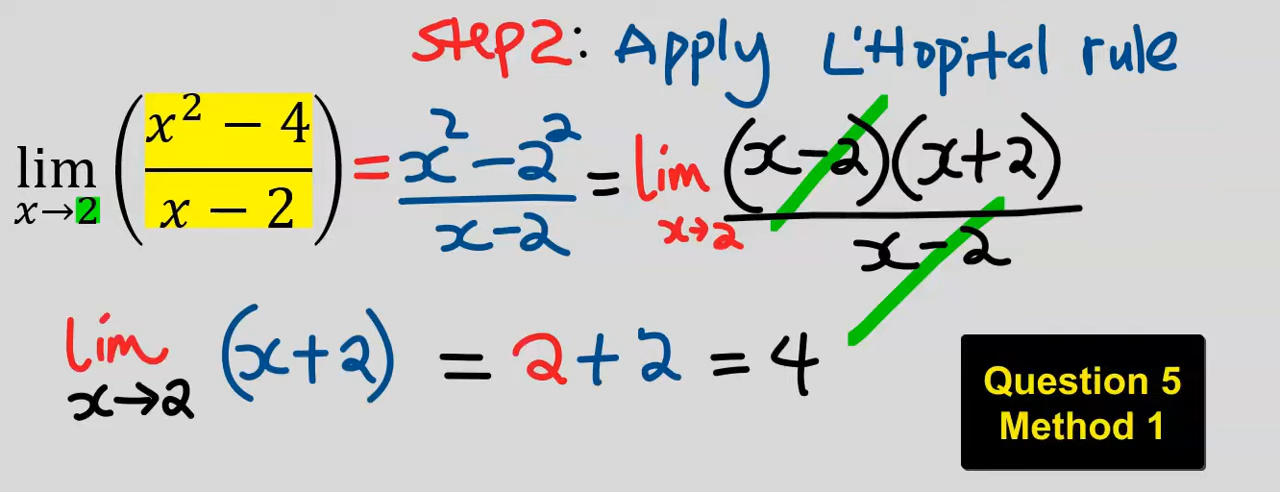 Step2: Apply L'Hopital rule
lim x→2 (x² − 4 / x − 2) = x² − 2² / x − 2 = lim x→2 (x − 2)(x + 2) / x − 2
lim x→2 (x + 2) = 2 + 2 = 4
Question 5
Method 1